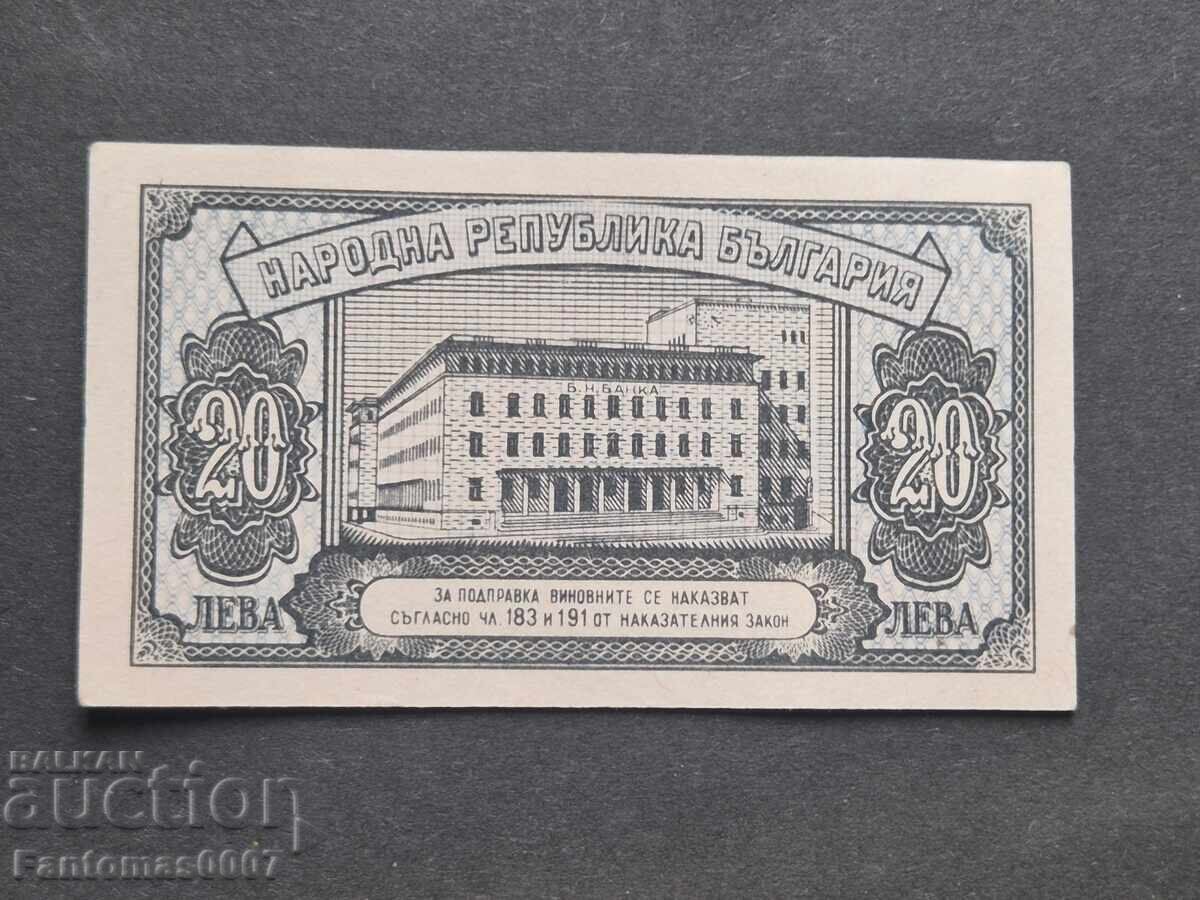 НАРОДНА РЕПУБЛИКА БЪЛГАРИЯ
Б.Н.БАНКА
20
20
ЛЕВА
ЛЕВА
ЗА ПОДПРАВКА ВИНОВНИТЕ СЕ НАКАЗВАТ
СЪГЛАСНО ЧЛ. 183 И 191 ОТ НАКАЗАТЕЛНИЯ ЗАКОН
BALKAN
auction
Fantomas0007